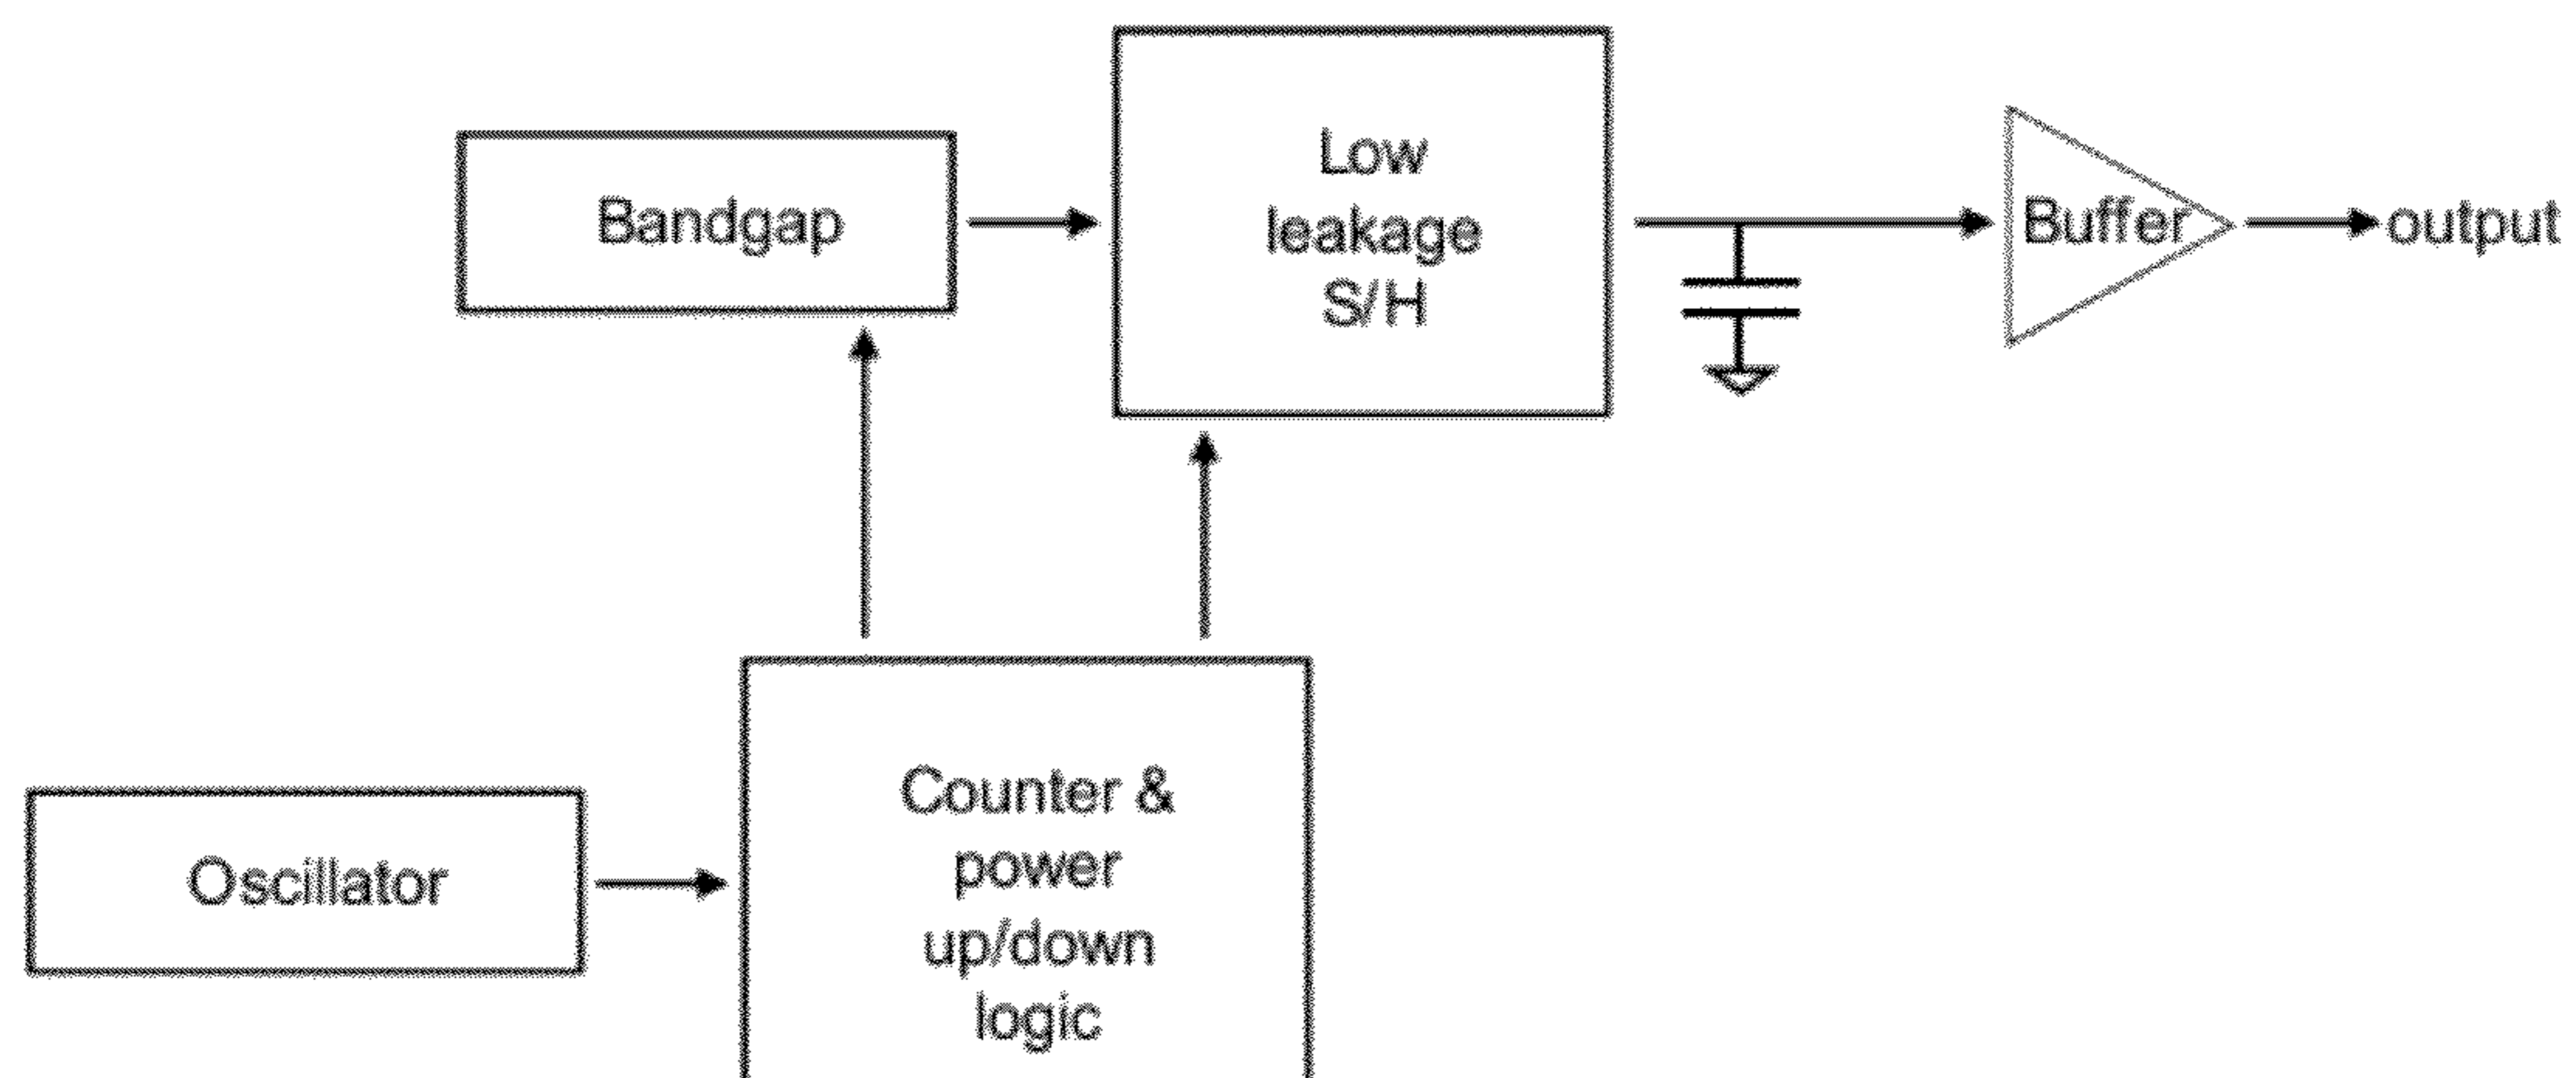 Low
leakage
S/H
Bandgap
Buffer
output
Counter &
power
up/down
logic
Oscillator